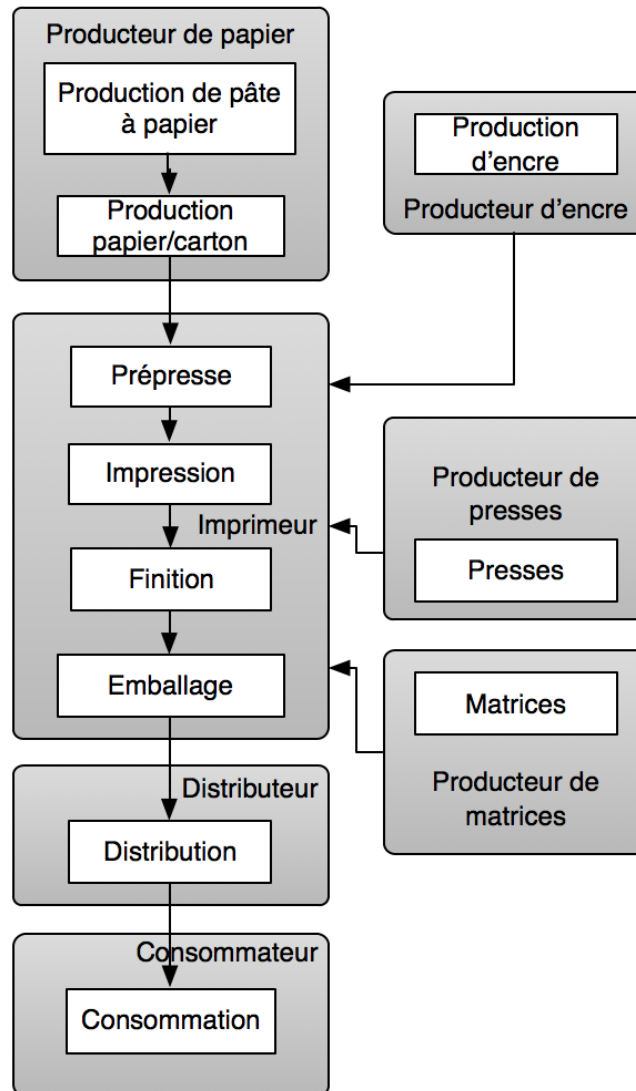 Producteur de papier
Production de pâte
à papier
Production
papier/carton
Production
d'encre
Producteur d'encre
Prépresse
Impression
Imprimeur
Finition
Emballage
Producteur de
presses
Presses
Matrices
Producteur de
matrices
Distributeur
Distribution
Consommateur
Consommation